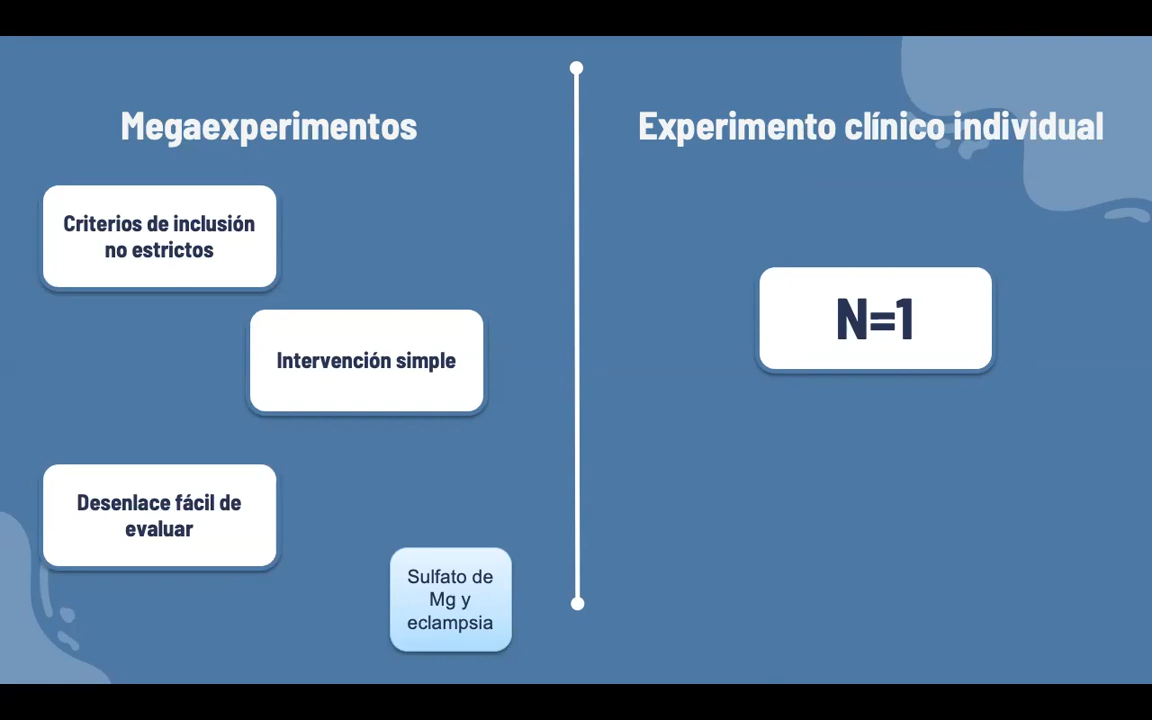 Megaexperimentos
Criterios de inclusión
no estrictos
Intervención simple
Desenlace fácil de
evaluar
Sulfato de
Mg y
eclampsia
Experimento clínico individual
N=1